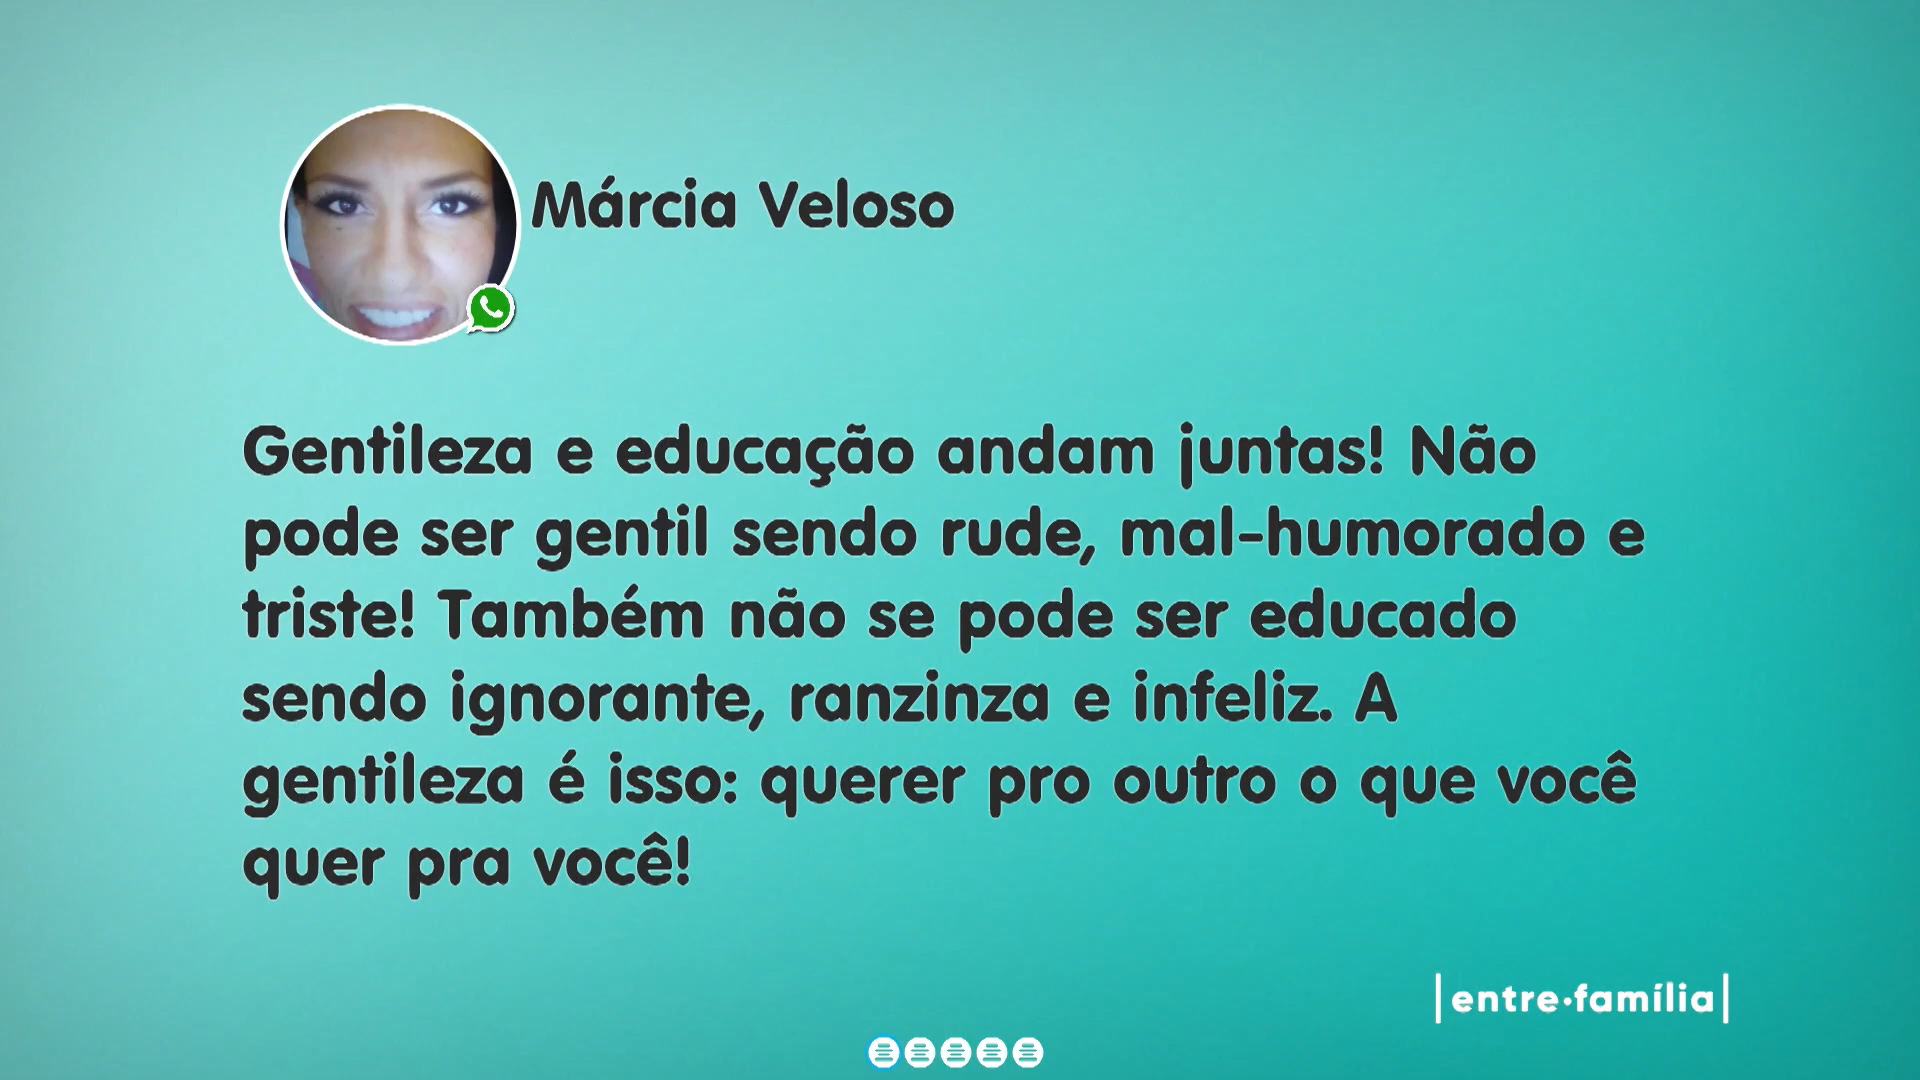 Márcia Veloso
Gentileza e educação andam juntas! Não
pode ser gentil sendo rude, mal-humorado e
triste! Também não se pode ser educado
sendo ignorante, ranzinza e infeliz. A
gentileza é isso: querer pro outro o que você
quer pra você!
|entre•família|